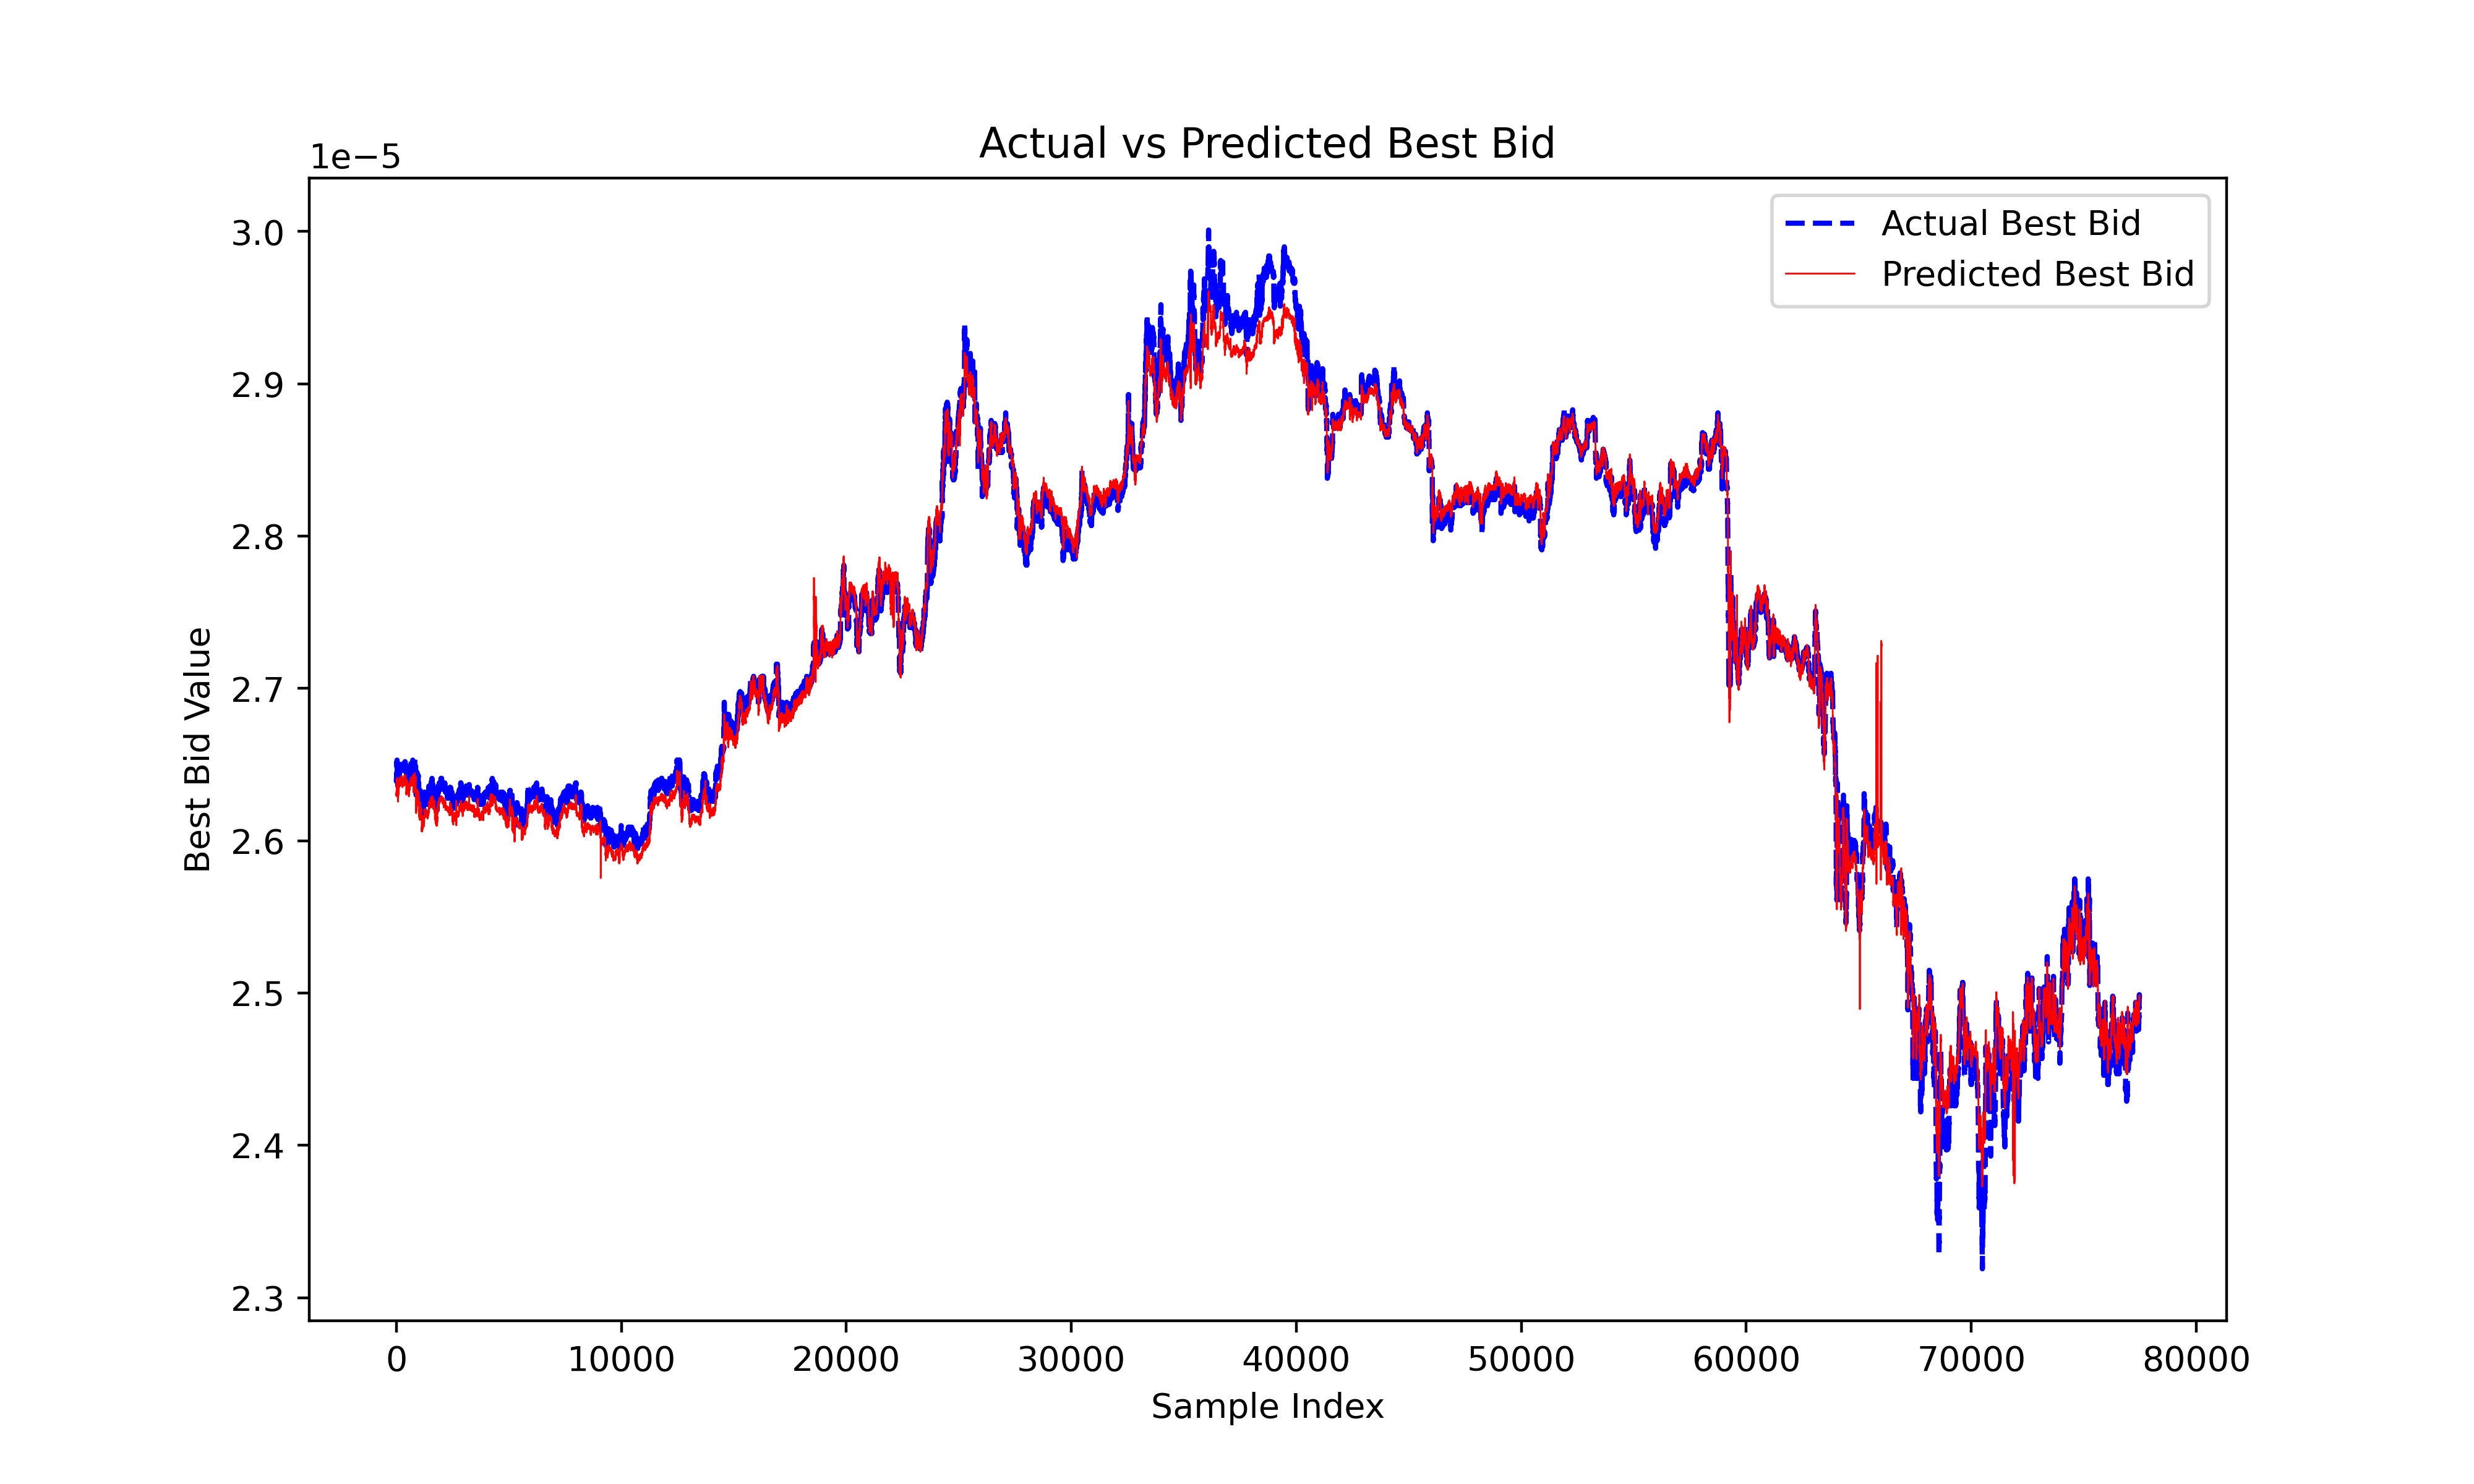 Actual vs Predicted Best Bid
1e−5
Actual Best Bid
Predicted Best Bid
3.0
2.9
2.8
2.7
2.6
2.5
2.4
2.3
Best Bid Value
0 10000 20000 30000 40000 50000 60000 70000 80000
Sample Index